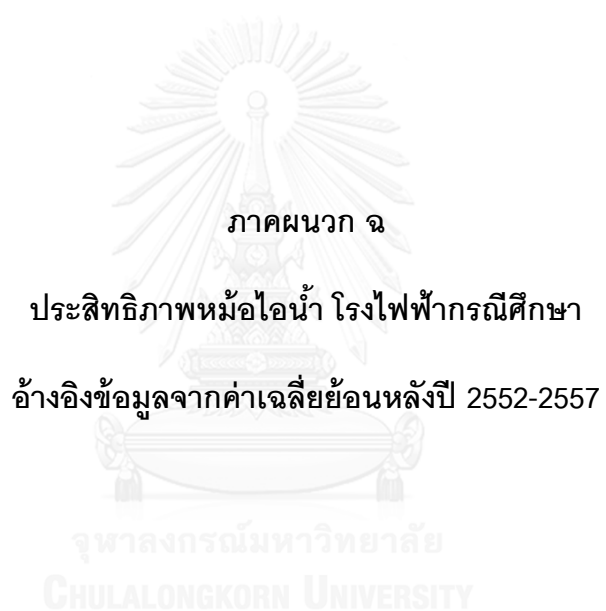 ภาคผนวก ฉ
ประสิทธิภาพหม้อไอน้ำ โรงไฟฟ้ากรณีศึกษา
อ้างอิงข้อมูลจากค่าเฉลี่ยย้อนหลังปี 2552-2557
จุฬาลงกรณ์มหาวิทยาลัย
CHULALONGKORN UNIVERSITY